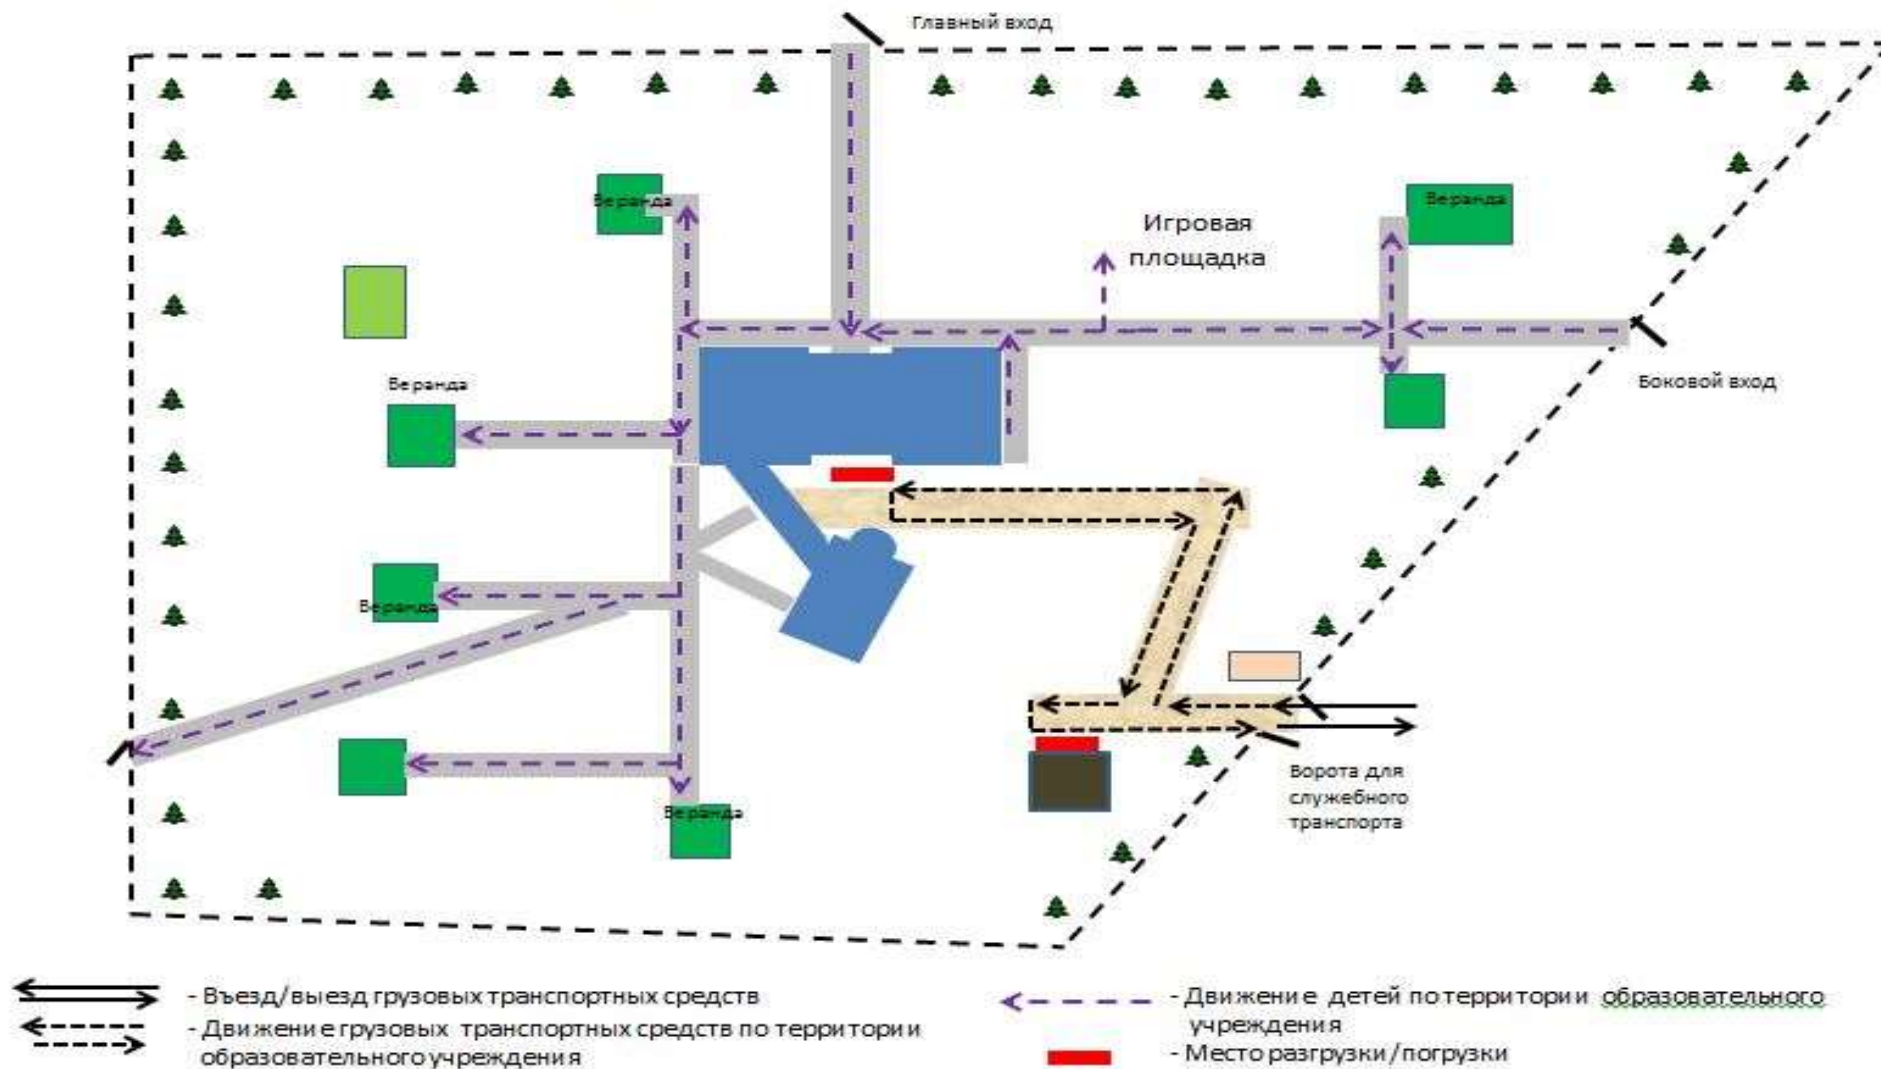 Главный вход
Веранда
Игровая
площадка
Веранда
Веранда
Боковой вход
Веранда
Веранда
Ворота для
служебного
транспорта
- Въезд/выезд грузовых транспортных средств
- Движение грузовых транспортных средств по территории
образовательного учреждения
- Движение детей по территории образовательного
учреждения
- Место разгрузки/погрузки